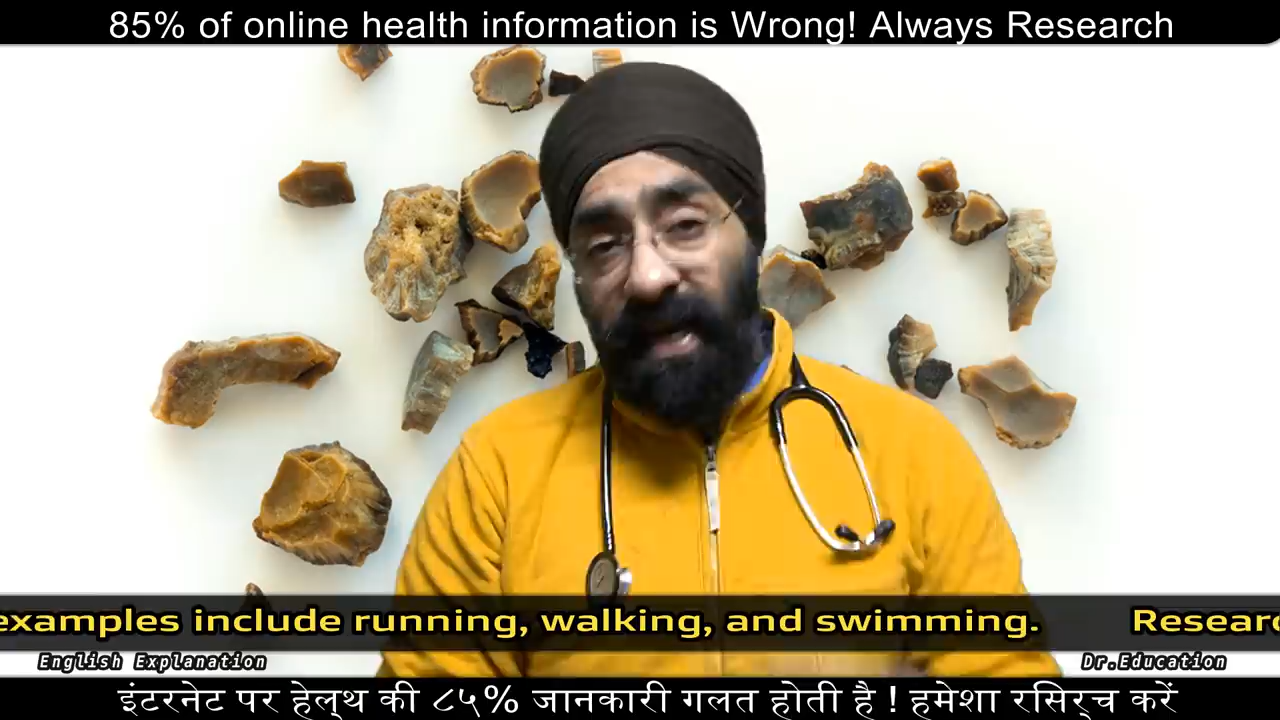 85% of online health information is Wrong! Always Research
examples include running, walking, and swimming.
English Explanation
Dr.Education
इंटरनेट पर हेल्थ की ८५% जानकारी गलत होती है ! हमेशा रिसर्च करें